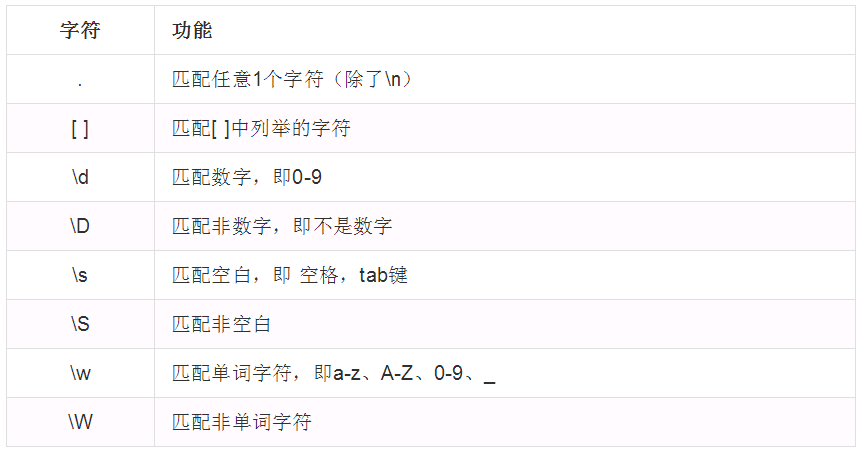 字符 功能
. 匹配任意1个字符（除了\n）
[ ] 匹配[ ]中列举的字符
\d 匹配数字，即0-9
\D 匹配非数字，即不是数字
\s 匹配空白，即 空格，tab键
\S 匹配非空白
\w 匹配单词字符，即a-z、A-Z、0-9、_
\W 匹配非单词字符